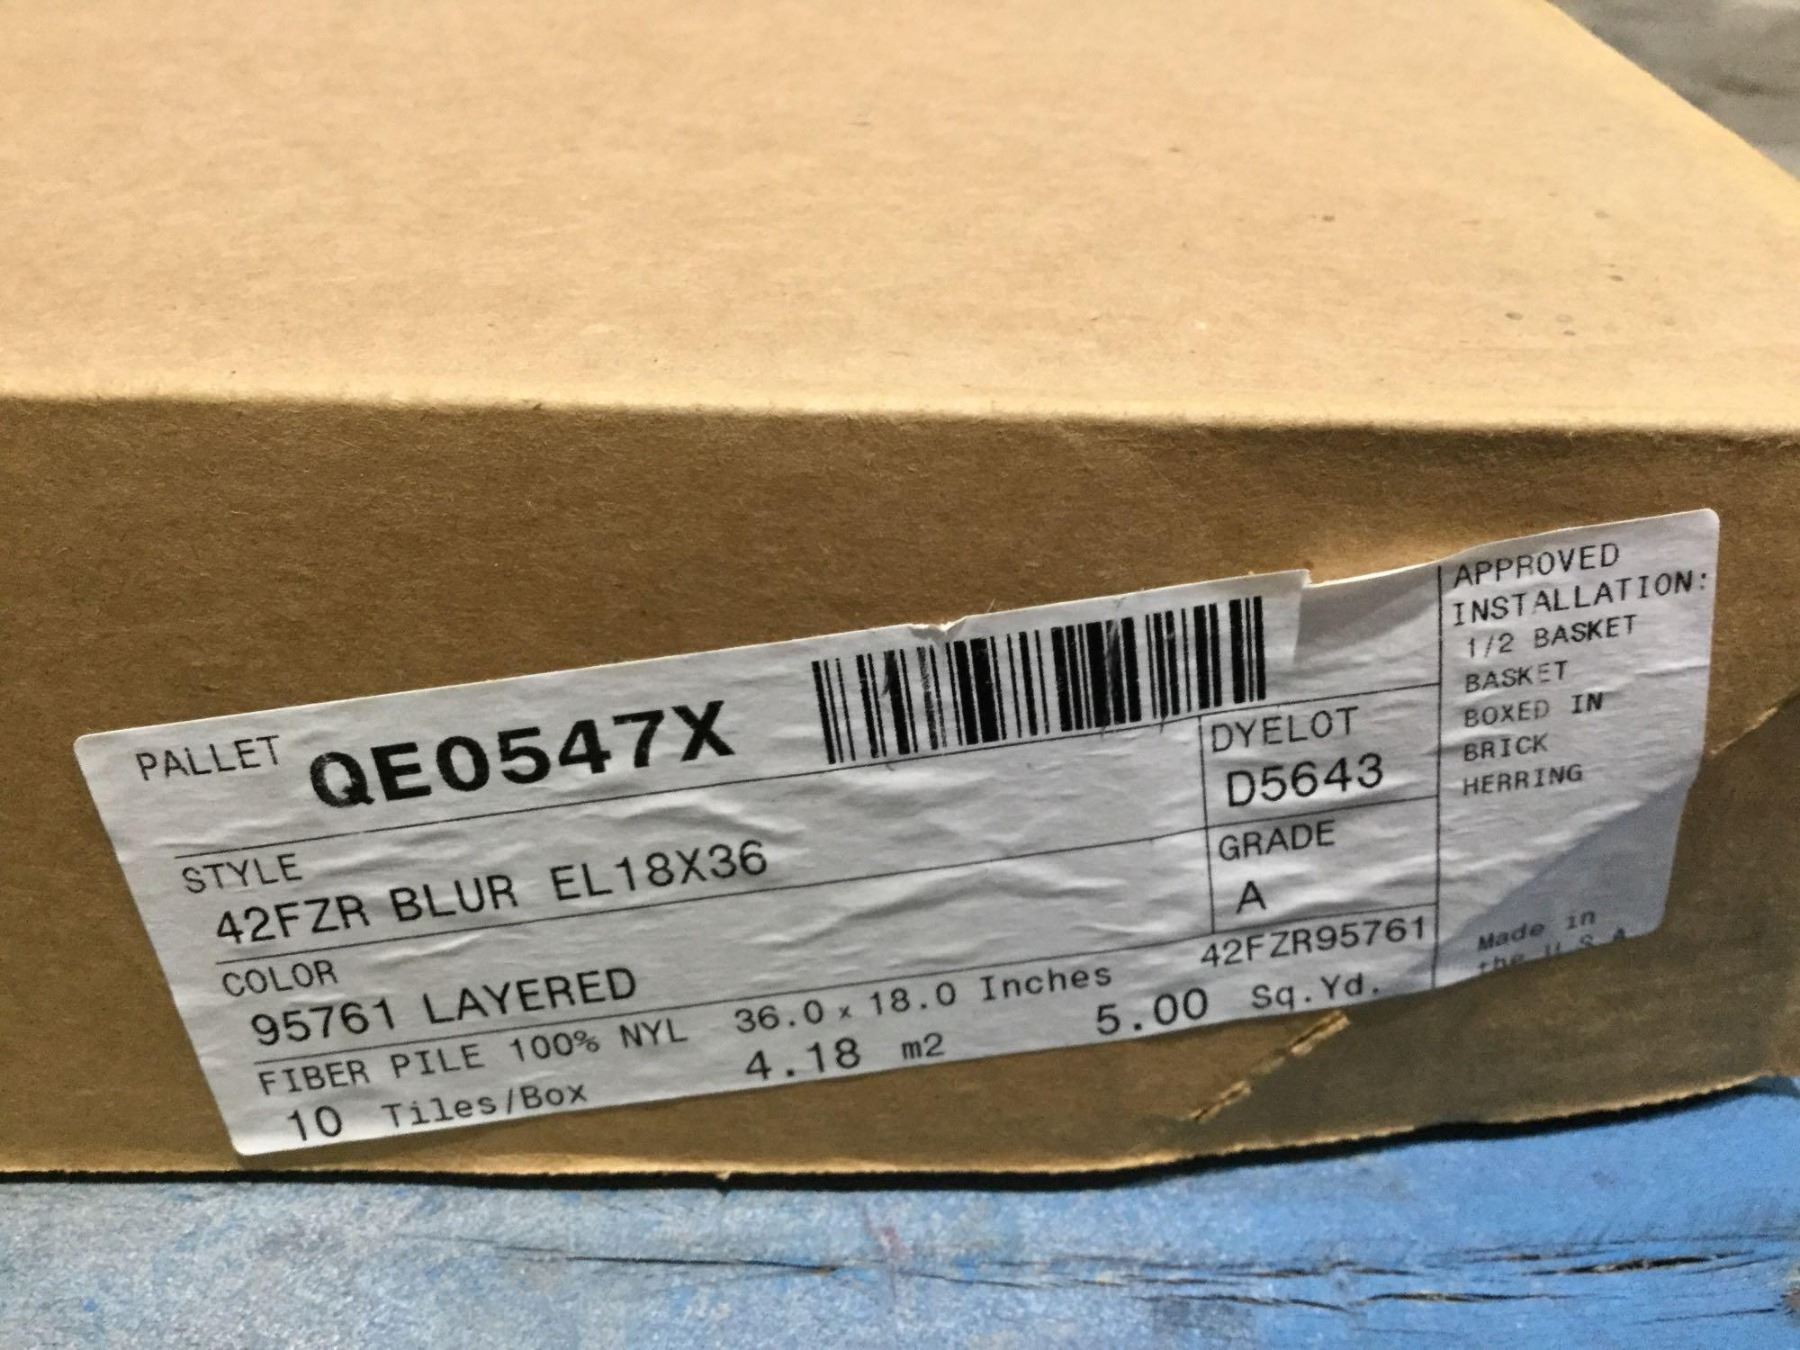 PALLET QE0547X
STYLE
42FZR BLUR EL18X36
COLOR
95761 LAYERED
FIBER PILE 100% NYL 36.0 x 18.0 Inches
10 Tiles/Box 4.18 m2 5.00 Sq.Yd.
DYELOT
D5643
GRADE
A
42FZR95761
APPROVED
INSTALLATION:
1/2 BASKET
BASKET
BOXED IN
BRICK
HERRING
Made in
the U.S.A